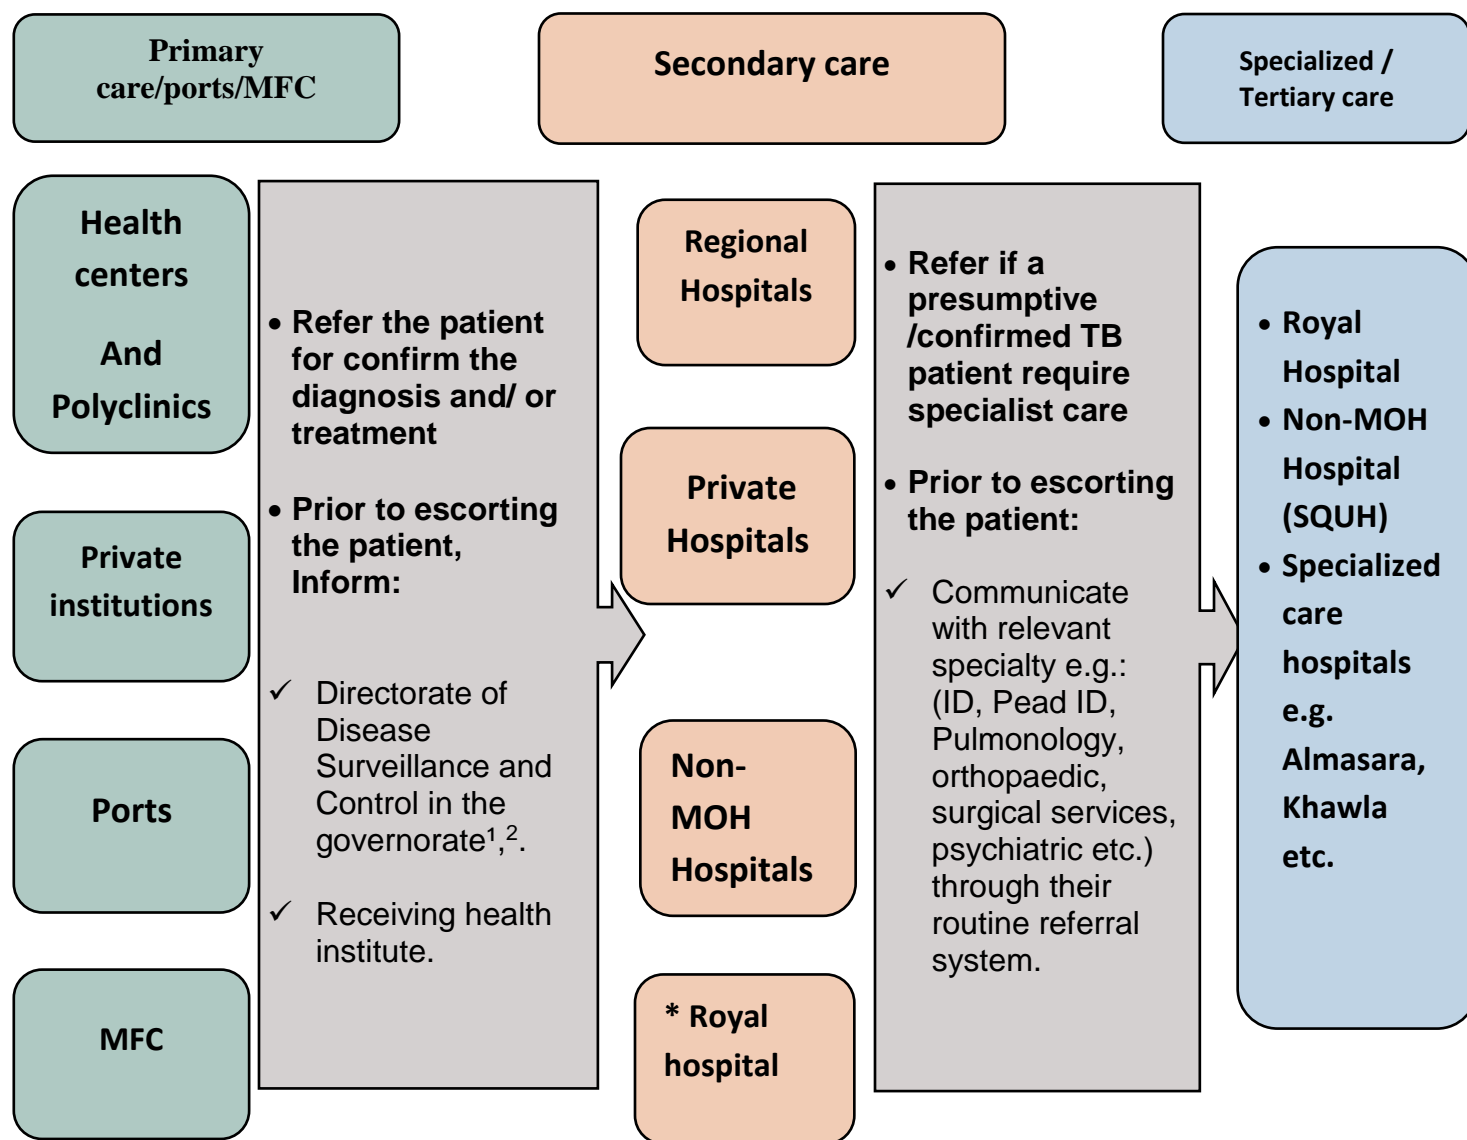 Primary
care/ports/MFC
Secondary care
Specialized /
Tertiary care
Health
centers
And
Polyclinics
Private
institutions
Ports
MFC
• Refer the patient
for confirm the
diagnosis and/ or
treatment
• Prior to escorting
the patient,
Inform:
✓ Directorate of
Disease
Surveillance and
Control in the
governorate¹,².
✓ Receiving health
institute.
Regional
Hospitals
Private
Hospitals
Non-
MOH
Hospitals
* Royal
hospital
• Refer if a
presumptive
/confirmed TB
patient require
specialist care
• Prior to escorting
the patient:
✓ Communicate
with relevant
specialty e.g.:
(ID, Pead ID,
Pulmonology,
orthopaedic,
surgical services,
psychiatric etc.)
through their
routine referral
system.
• Royal
Hospital
• Non-MOH
Hospital
(SQUH)
• Specialized
care
hospitals
e.g.
Almasara,
Khawla
etc.